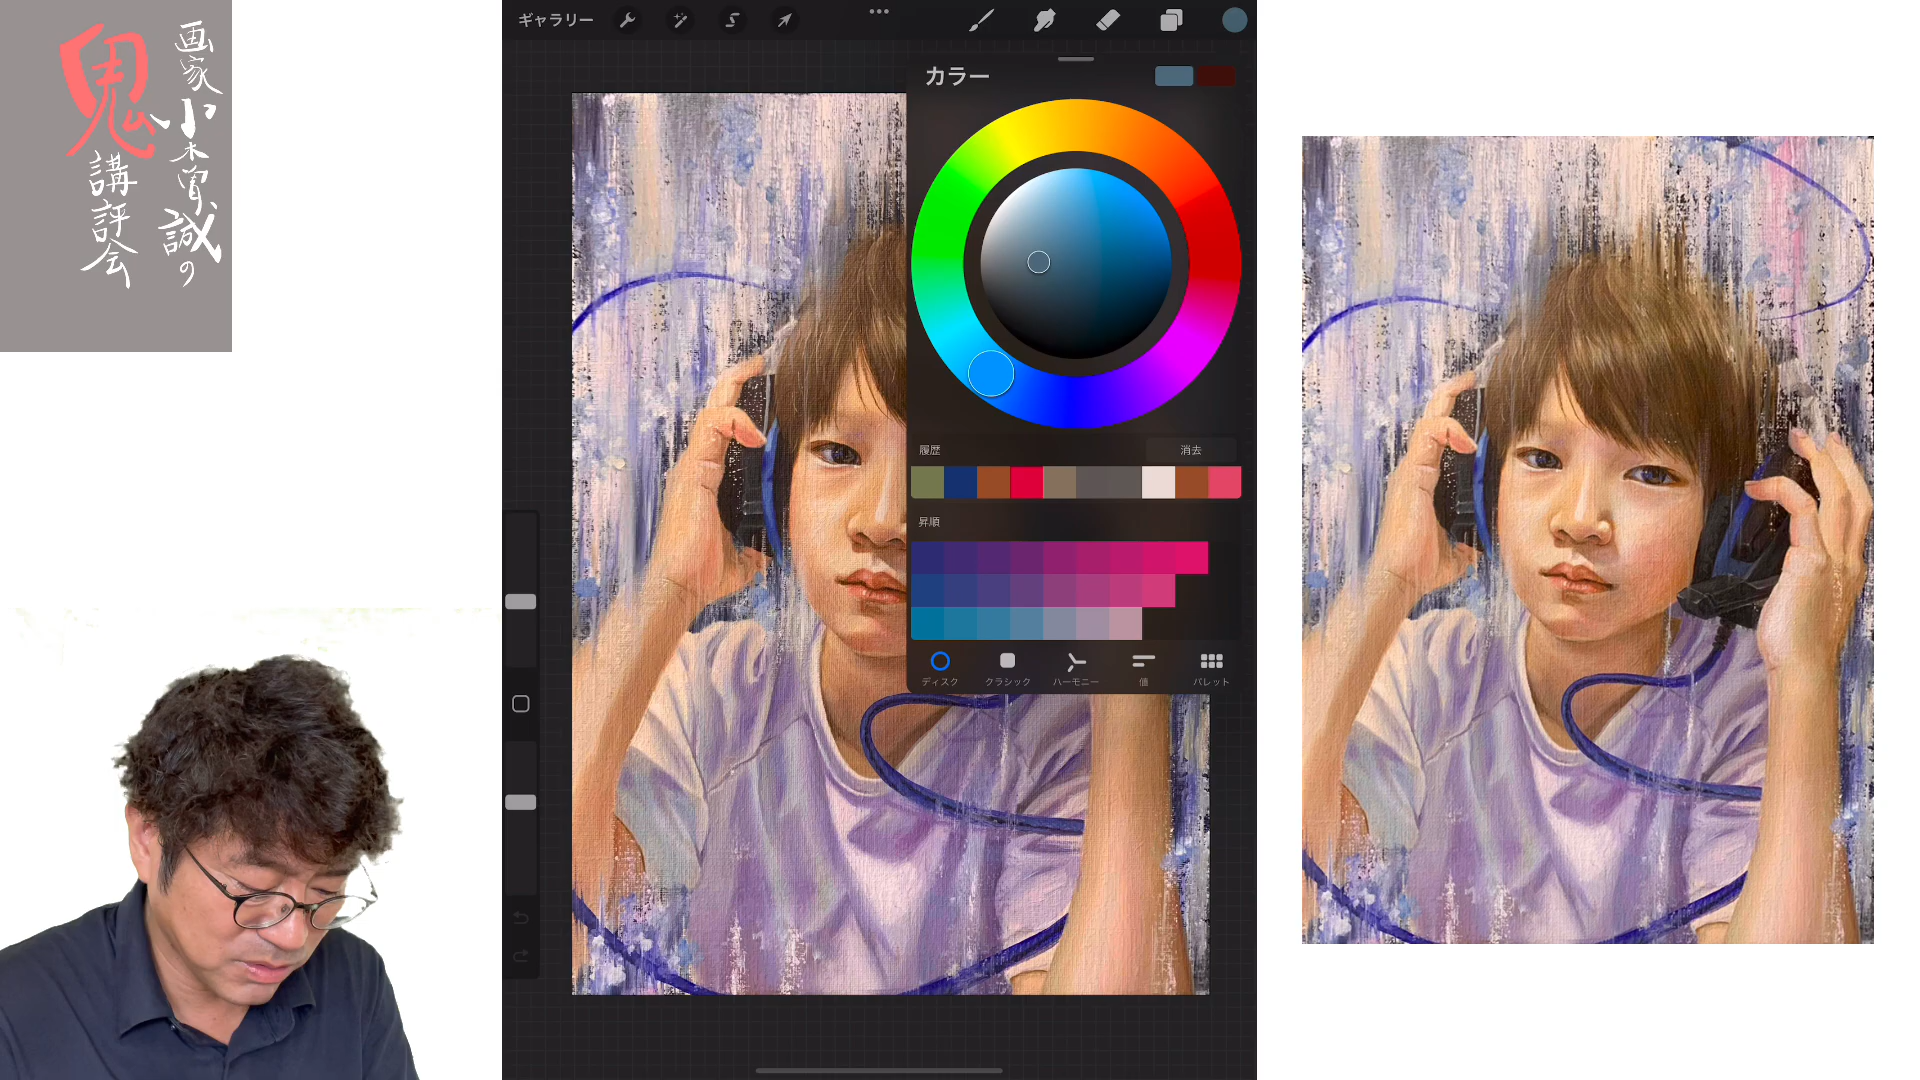 画家小木曽誠の
鬼講評会
ギャラリー
カラー
履歴
消去
昇順
ディスク
クラシック
ハーモニー
値
パレット